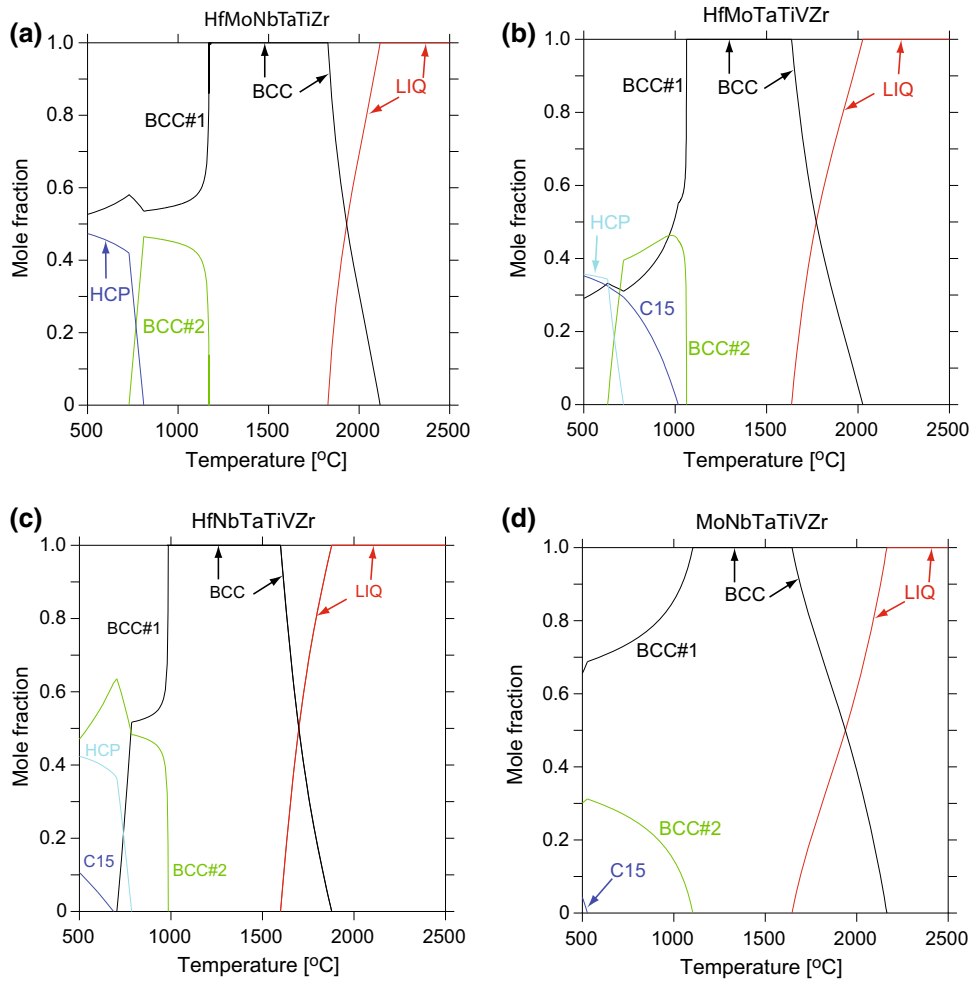 (a)
HfMoNbTaTiZr
1.0
0.8
0.6
0.4
0.2
0
Mole fraction
BCC#1
BCC
LIQ
HCP
BCC#2
500
1000
1500
2000
2500
Temperature [oC]
(b)
HfMoTaTiVZr
1.0
0.8
0.6
0.4
0.2
0
Mole fraction
BCC#1
BCC
LIQ
HCP
C15
BCC#2
500
1000
1500
2000
2500
Temperature [oC]
(c)
HfNbTaTiVZr
1.0
0.8
0.6
0.4
0.2
0
Mole fraction
BCC#1
BCC
LIQ
HCP
C15
BCC#2
500
1000
1500
2000
2500
Temperature [oC]
(d)
MoNbTaTiVZr
1.0
0.8
0.6
0.4
0.2
0
Mole fraction
BCC#1
BCC
LIQ
BCC#2
C15
500
1000
1500
2000
2500
Temperature [oC]